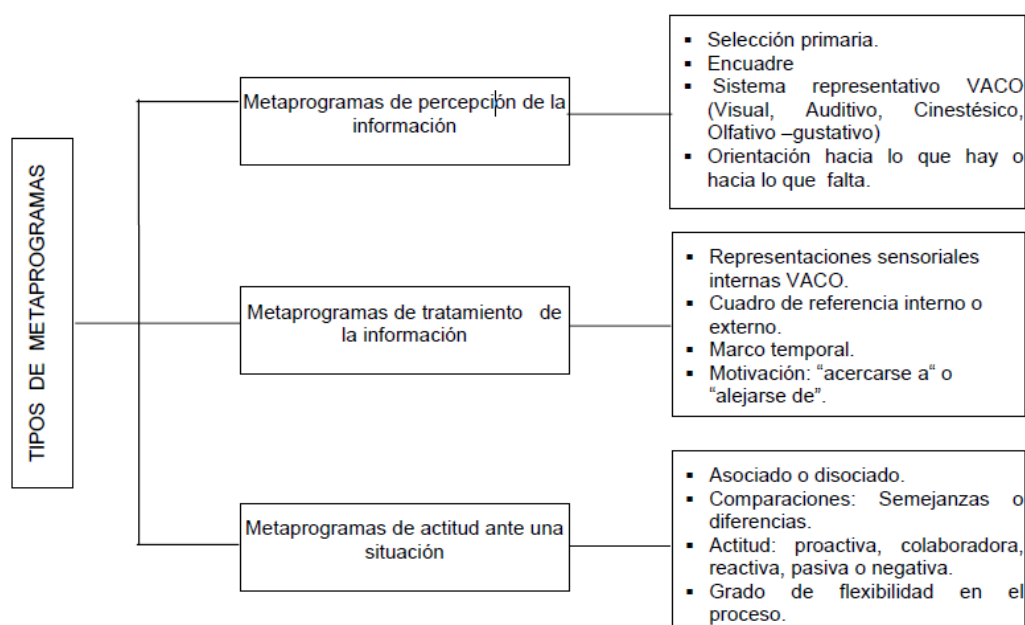 TIPOS DE METAPROGRAMAS
Metaprogramas de percepción de la
información
▪ Selección primaria.
▪ Encuadre
▪ Sistema representativo VACO
(Visual, Auditivo, Cinestésico,
Olfativo –gustativo)
▪ Orientación hacia lo que hay o
hacia lo que falta.
Metaprogramas de tratamiento de
la información
▪ Representaciones sensoriales
internas VACO.
▪ Cuadro de referencia interno o
externo.
▪ Marco temporal.
▪ Motivación: “acercarse a“ o
“alejarse de”.
Metaprogramas de actitud ante una
situación
▪ Asociado o disociado.
▪ Comparaciones: Semejanzas o
diferencias.
▪ Actitud: proactiva, colaboradora,
reactiva, pasiva o negativa.
▪ Grado de flexibilidad en el
proceso.